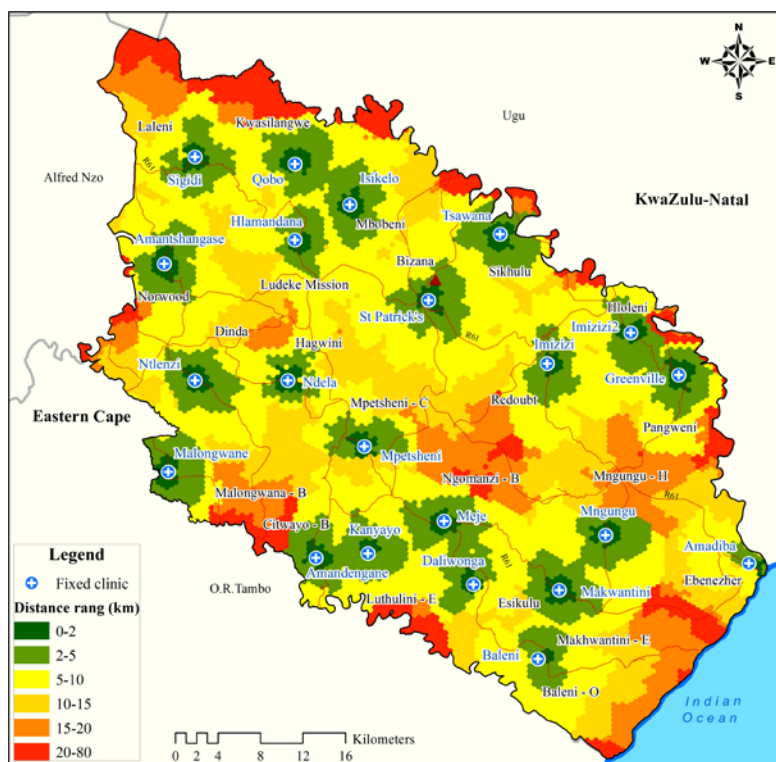 N
W
E
S
Ugu
Kwasilangwe
Laleni
R61
Alfred Nzo
Sigidi
Qobo
Isikelo
KwaZulu-Natal
Hlamandana
Mbobeni
Tsawana
Amantshangase
Bizana
Sikhulu
Norwood
Ludeke Mission
St Patrick's
Hloleni
Dinda
Hagwini
R61
Imizizi
Imizizi2
Ntlenzi
Ndela
Greenville
Eastern Cape
Mpetsheni - C
Redoubt
Pangweni
Malongwane
Mpetsheni
Ngomanzi - B
Mngungu - H
Malongwana - B
R61
Citwayo - B
Kanyayo
Meje
Mngungu
Amadiba
Amandengane
Daliwonga
R61
Ebenezher
O.R.Tambo
Luthulini - E
Esikulu
Makwantini
Makhwantini - E
Baleni
Baleni - O
Indian
Ocean
Legend
Fixed clinic
Distance rang (km)
0-2
2-5
5-10
10-15
15-20
20-80
Kilometers
0 2 4 8 12 16